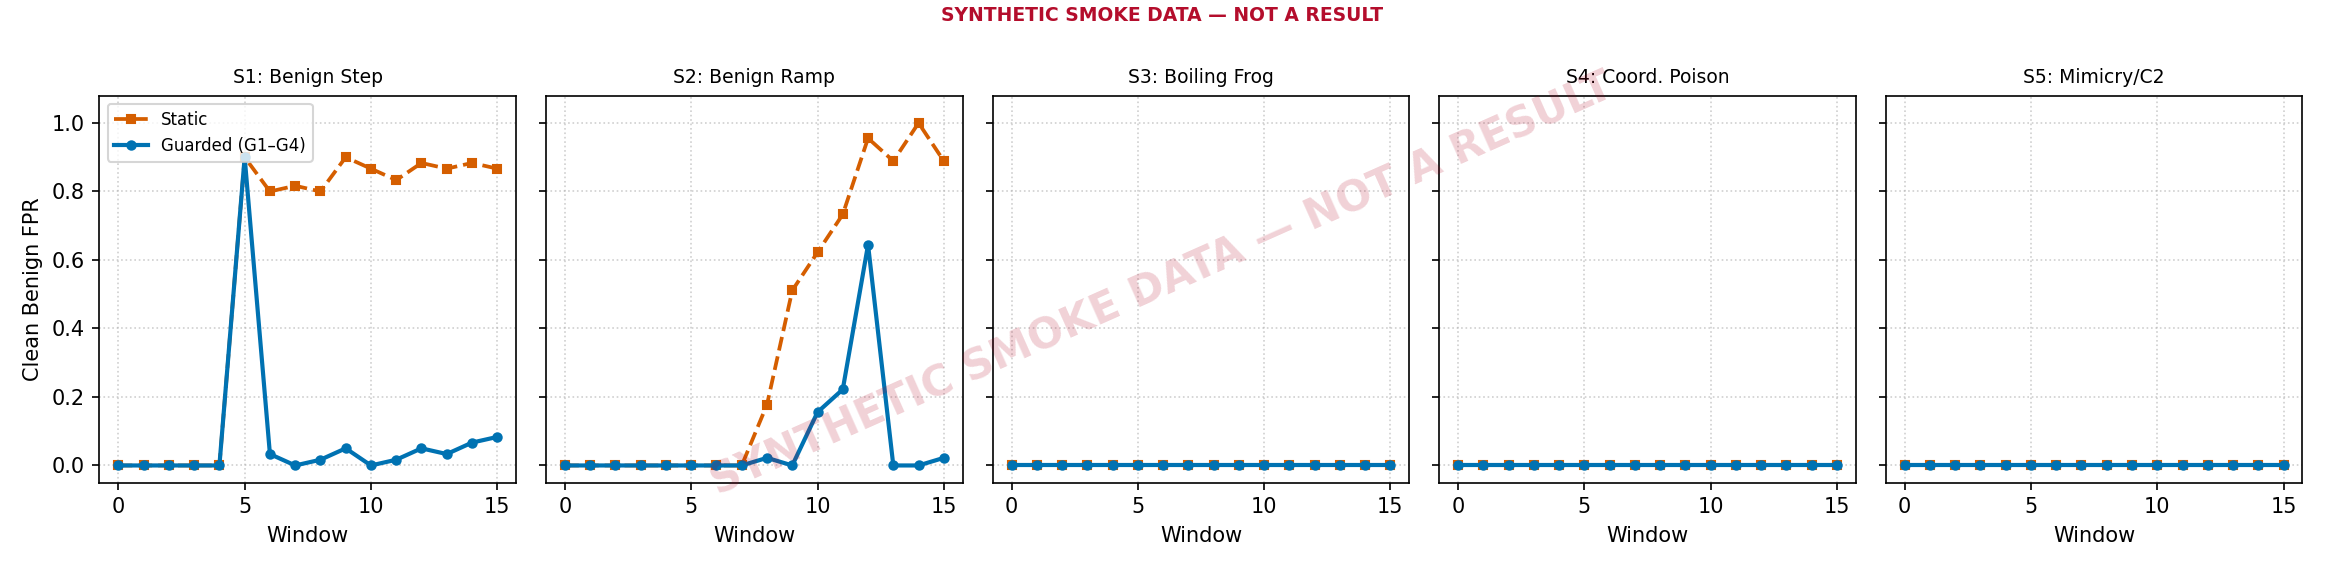 SYNTHETIC SMOKE DATA — NOT A RESULT
S1: Benign Step
S2: Benign Ramp
S3: Boiling Frog
S4: Coord. Poison
S5: Mimicry/C2
Static
Guarded (G1–G4)
Clean Benign FPR
1.0
0.8
0.6
0.4
0.2
0.0
0 5 10 15
0 5 10 15
0 5 10 15
0 5 10 15
0 5 10 15
Window
Window
Window
Window
Window
SYNTHETIC SMOKE DATA — NOT A RESULT